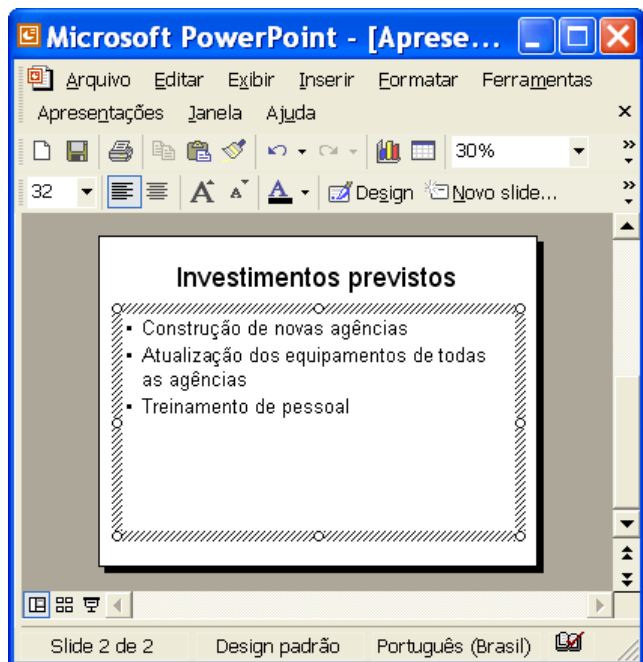 Microsoft PowerPoint - [Aprese...
Arquivo Editar Exibir Inserir Formatar Ferramentas
Apresentações Janela Ajuda
30%
32 A A A Design Novo slide...
Investimentos previstos
▪ Construção de novas agências
▪ Atualização dos equipamentos de todas
as agências
▪ Treinamento de pessoal
Slide 2 de 2 Design padrão Português (Brasil)